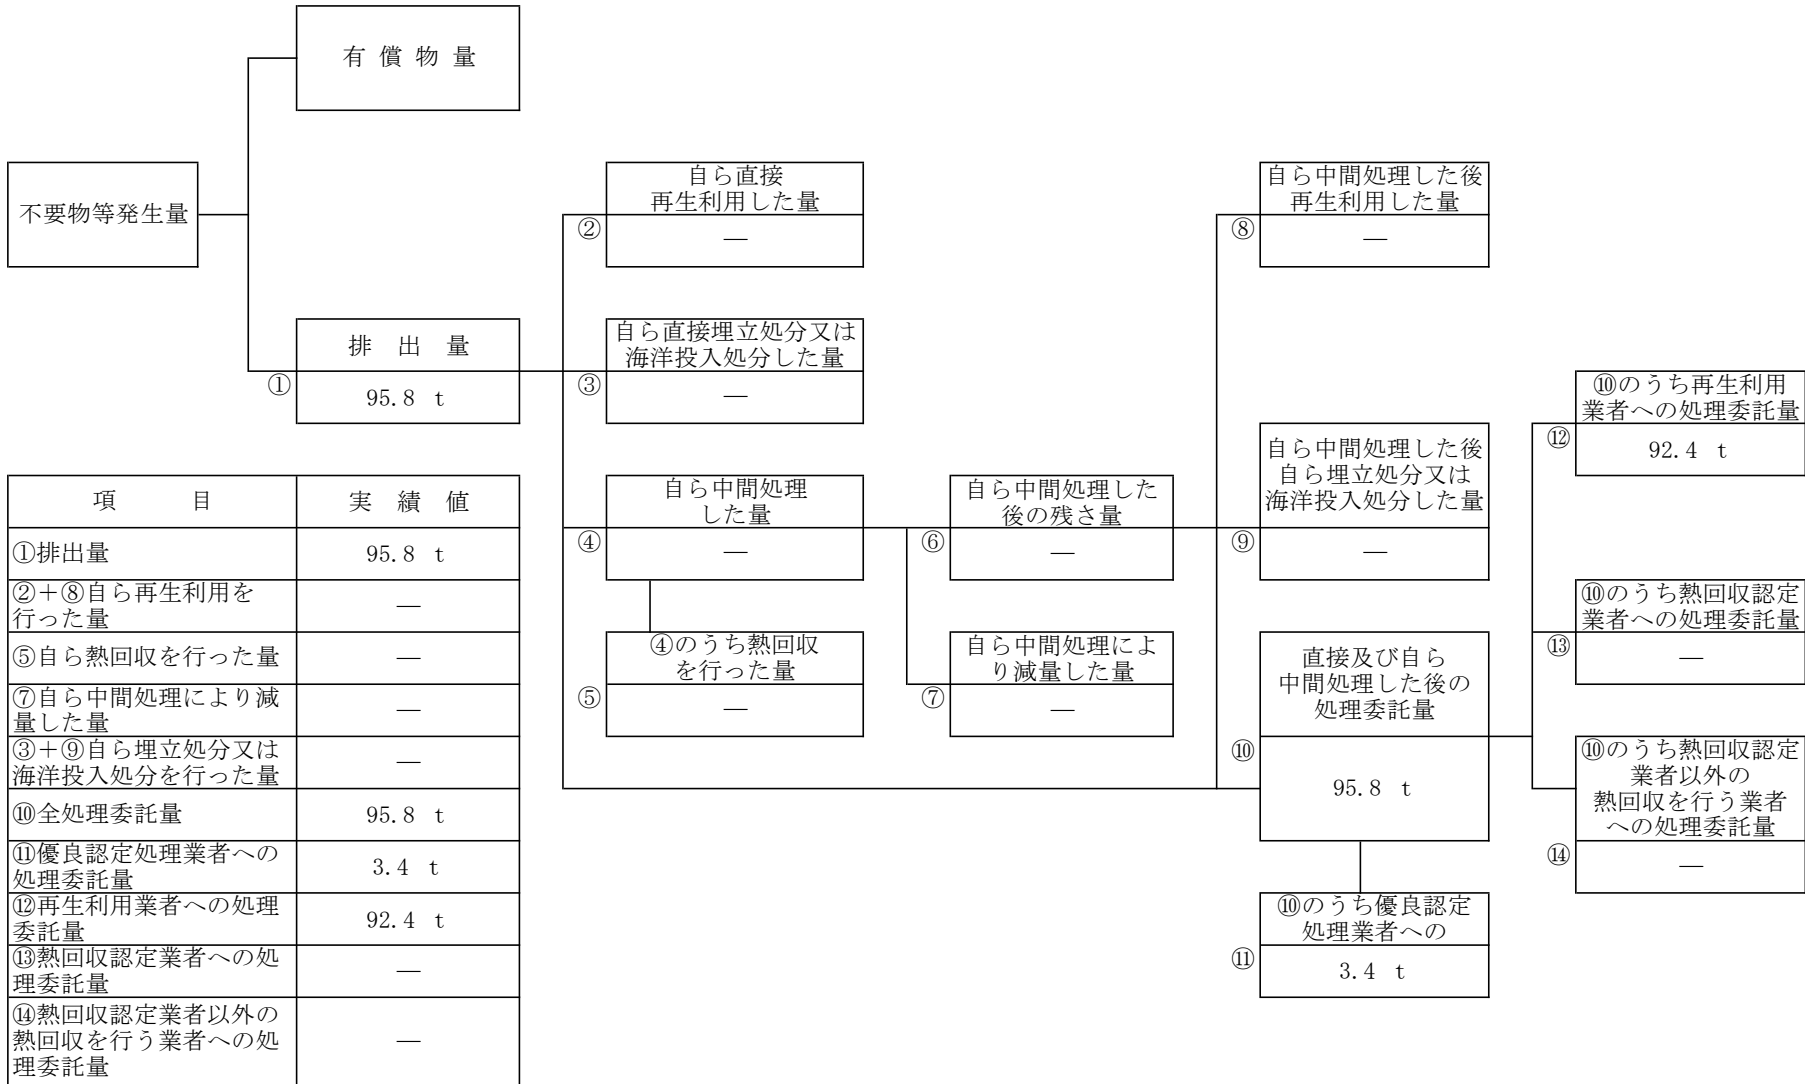 有 償 物 量
不要物等発生量
排 出 量
①
95.8 t
自ら直接
再生利用した量
②
―
自ら直接埋立処分又は
海洋投入処分した量
③
―
自ら中間処理
した量
④
―
④のうち熱回収
を行った量
⑤
―
自ら中間処理した
後の残さ量
⑥
―
自ら中間処理によ
り減量した量
⑦
―
自ら中間処理した後
再生利用した量
⑧
―
自ら中間処理した後
自ら埋立処分又は
海洋投入処分した量
⑨
―
直接及び自ら
中間処理した後の
処理委託量
⑩
95.8 t
⑩のうち優良認定
処理業者への
⑪
3.4 t
⑩のうち再生利用
業者への処理委託量
⑫
92.4 t
⑩のうち熱回収認定
業者への処理委託量
⑬
―
⑩のうち熱回収認定
業者以外の
熱回収を行う業者
への処理委託量
⑭
―
項 目 実 績 値
①排出量 95.8 t
②＋⑧自ら再生利用を
行った量
―
⑤自ら熱回収を行った量 ―
⑦自ら中間処理により減
量した量
―
③＋⑨自ら埋立処分又は
海洋投入処分を行った量
―
⑩全処理委託量 95.8 t
⑪優良認定処理業者への
処理委託量
3.4 t
⑫再生利用業者への処理
委託量
92.4 t
⑬熱回収認定業者への処
理委託量
―
⑭熱回収認定業者以外の
熱回収を行う業者への処
理委託量
―